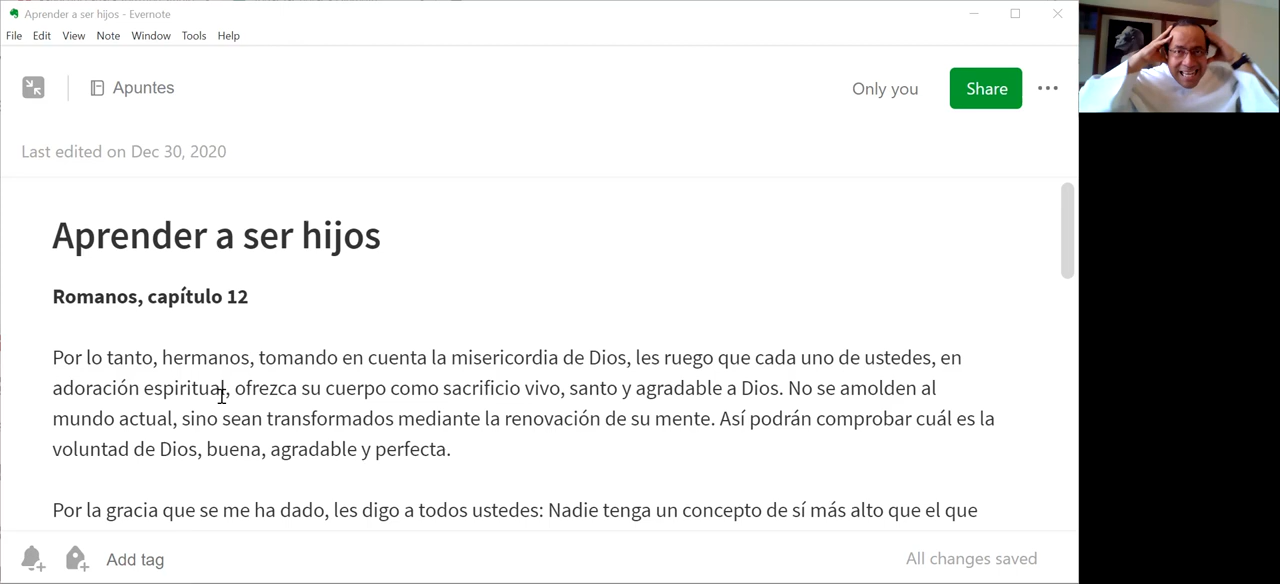 Aprender a ser hijos - Evernote
File Edit View Note Window Tools Help
Apuntes
Only you
Share
Last edited on Dec 30, 2020
Aprender a ser hijos
Romanos, capítulo 12
Por lo tanto, hermanos, tomando en cuenta la misericordia de Dios, les ruego que cada uno de ustedes, en
adoración espiritual, ofrezca su cuerpo como sacrificio vivo, santo y agradable a Dios. No se amolden al
mundo actual, sino sean transformados mediante la renovación de su mente. Así podrán comprobar cuál es la
voluntad de Dios, buena, agradable y perfecta.
Por la gracia que se me ha dado, les digo a todos ustedes: Nadie tenga un concepto de sí más alto que el que
Add tag
All changes saved